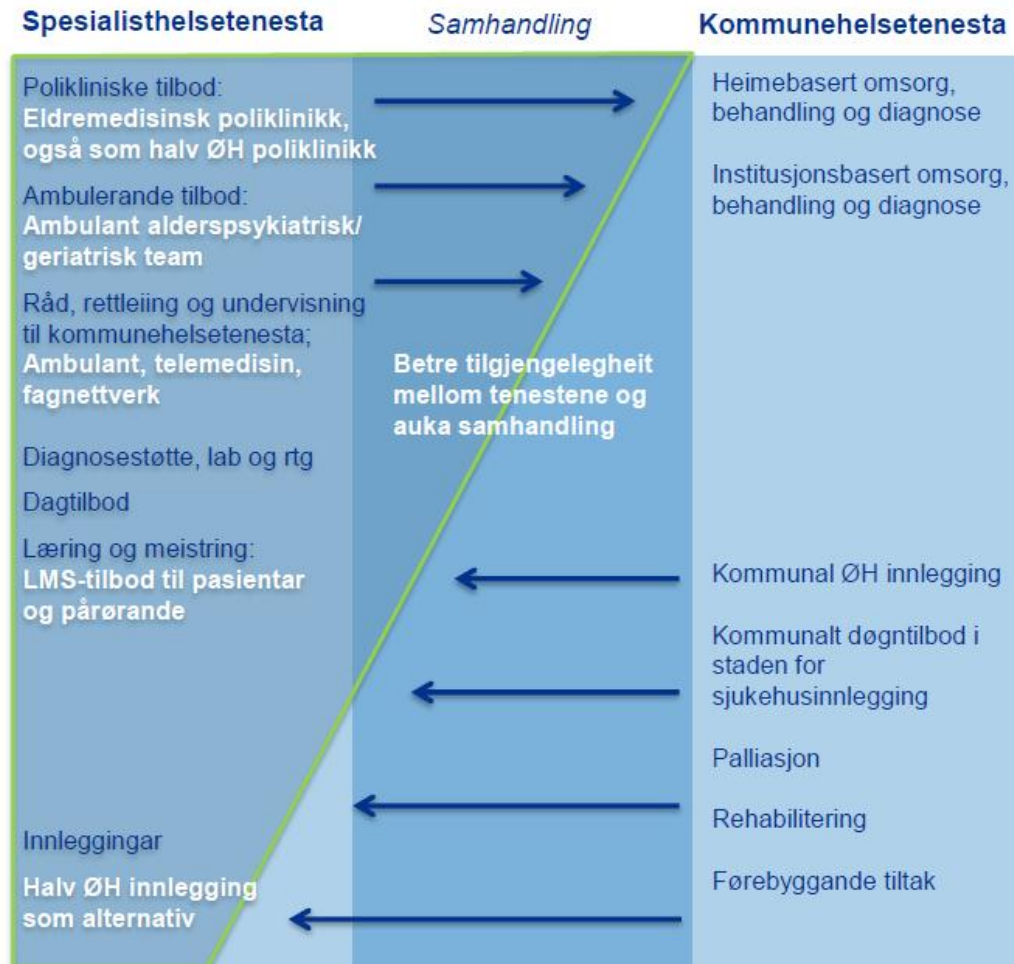 Spesialisthelsetenesta
Samhandling
Kommunehelsetenesta
Polikliniske tilbod:
Eldremedisinsk poliklinikk,
også som halv ØH poliklinikk
Ambulerande tilbod:
Ambulant alderspsykiatrisk/
geriatrisk team
Råd, rettleiing og undervisning
til kommunehelsetenesta;
Ambulant, telemedisin,
fagnettverk
Diagnosestøtte, lab og rtg
Dagtilbod
Læring og meistring:
LMS-tilbod til pasientar
og pårørande
Innleggingar
Halv ØH innlegging
som alternativ
Betre tilgjengelegheit
mellom tenestene og
auka samhandling
Heimebasert omsorg,
behandling og diagnose
Institusjonsbasert omsorg,
behandling og diagnose
Kommunal ØH innlegging
Kommunalt døgntilbod i
staden for
sjukehusinnlegging
Palliasjon
Rehabilitering
Førebyggande tiltak